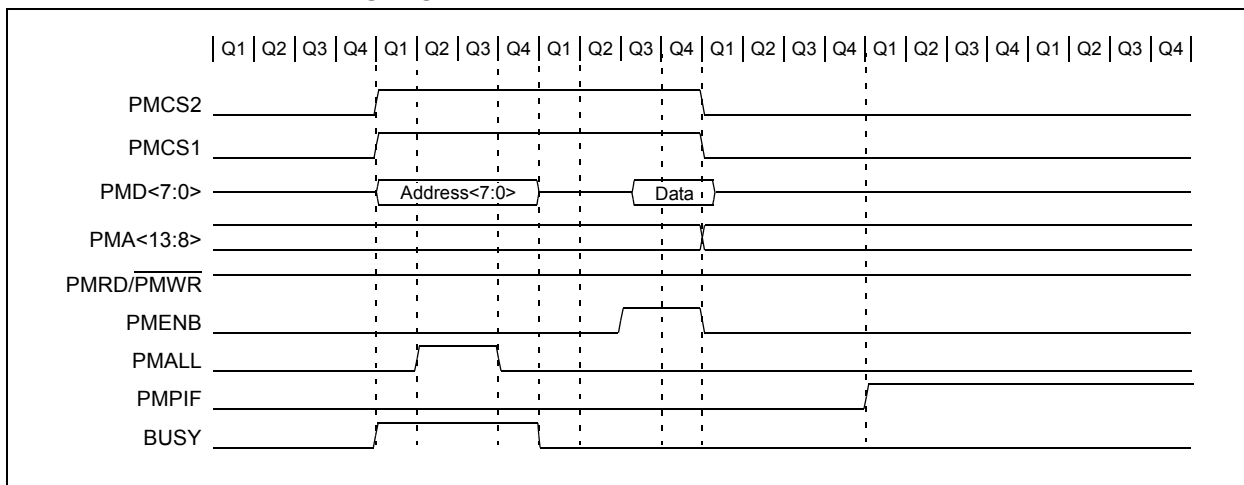 Q1 Q2 Q3 Q4 Q1 Q2 Q3 Q4 Q1 Q2 Q3 Q4 Q1 Q2 Q3 Q4 Q1 Q2 Q3 Q4 Q1 Q2 Q3 Q4
PMCS2
PMCS1
PMD<7:0> Address<7:0> Data
PMA<13:8>
PMRD/PMWR
PMENB
PMALL
PMPIF
BUSY